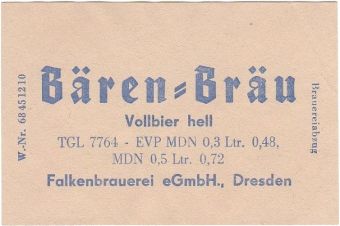 Bären=Bräu
Vollbier hell
TGL 7764 - EVP MDN 0,3 Ltr. 0,48,
MDN 0,5 Ltr. 0,72
Falkenbrauerei eGmbH., Dresden
W.-Nr. 68451210
Brauereiabzug